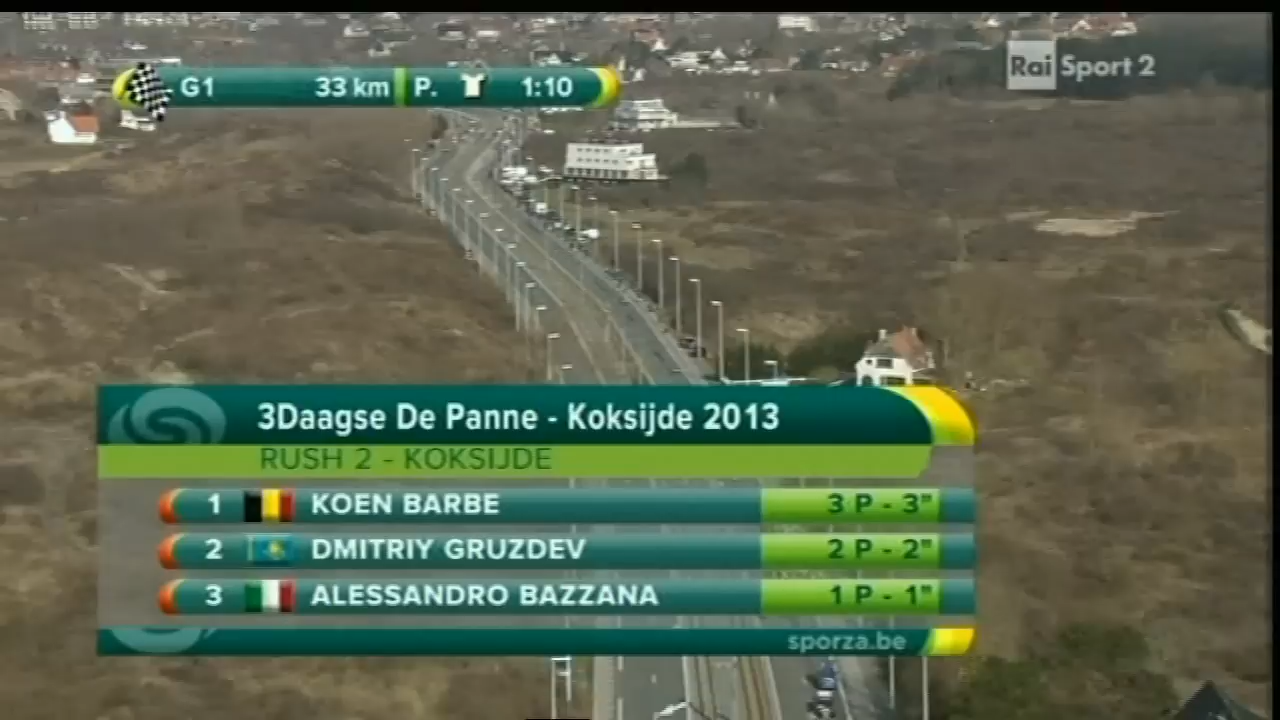 G1 33 km P. 1:10
Rai Sport 2
3Daagse De Panne - Koksijde 2013
RUSH 2 - KOKSIJDE
1 KOEN BARBE 3 P - 3"
2 DMITRIY GRUZDEV 2 P - 2"
3 ALESSANDRO BAZZANA 1 P - 1"
sporza.be